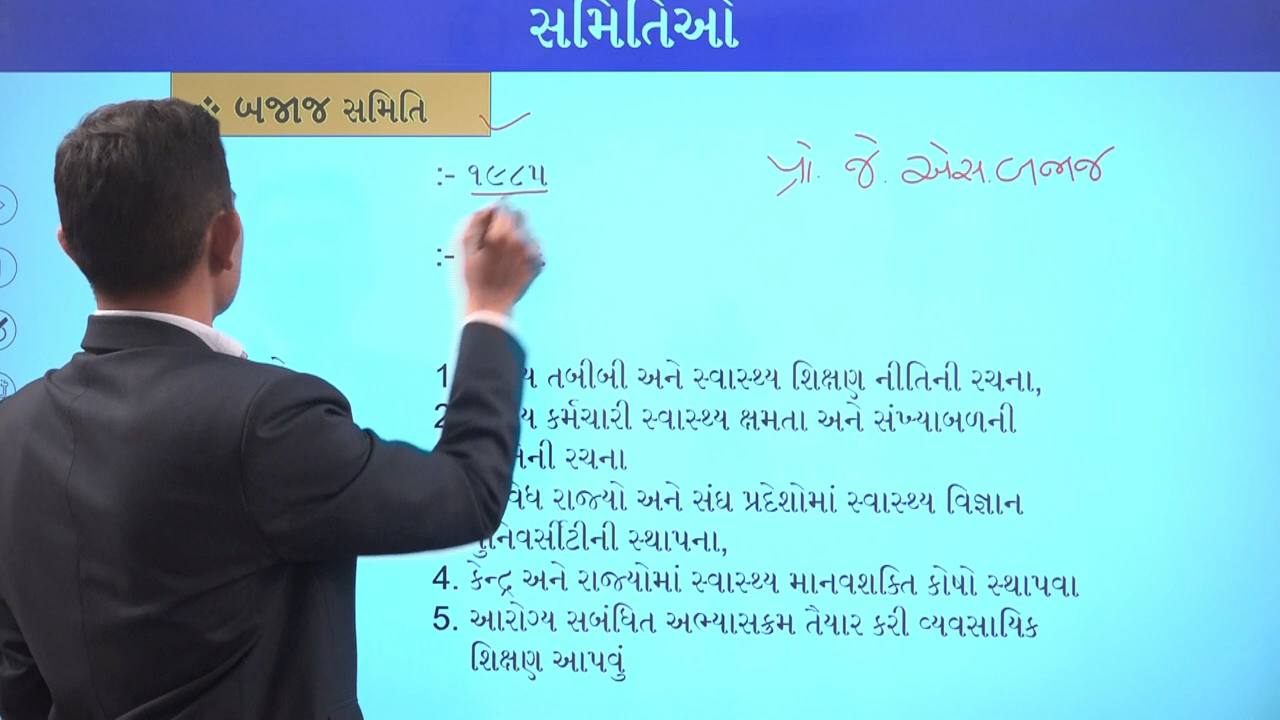 સમિતિઓ
❖ બજાજ સમિતિ
:- ૧૯૮૫
પ્રો. જે. એસ. બજાજ
:-
1 તબીબી અને સ્વાસ્થ્ય શિક્ષણ નીતિની રચના,
2 કર્મચારી સ્વાસ્થ્ય ક્ષમતા અને સંખ્યાબળની
રચના
રાજ્યો અને સંઘ પ્રદેશોમાં સ્વાસ્થ્ય વિજ્ઞાન
યુનિવર્સીટીની સ્થાપના,
4. કેન્દ્ર અને રાજ્યોમાં સ્વાસ્થ્ય માનવશક્તિ કોષો સ્થાપવા
5. આરોગ્ય સબંધિત અભ્યાસક્રમ તૈયાર કરી વ્યવસાયિક
શિક્ષણ આપવું